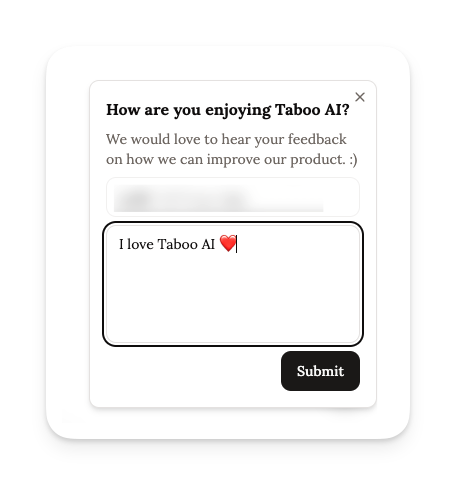 How are you enjoying Taboo AI?
We would love to hear your feedback
on how we can improve our product. :)
I love Taboo AI ❤️
Submit